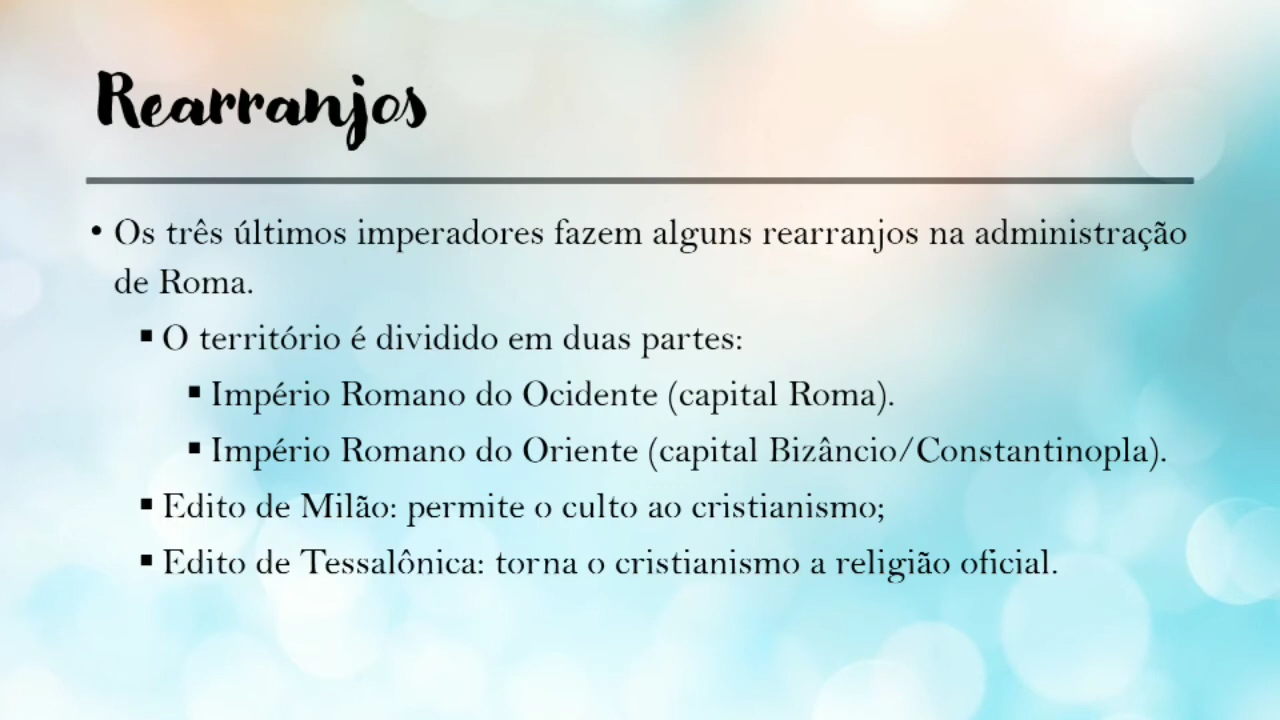 Rearranjos
• Os três últimos imperadores fazem alguns rearranjos na administração
de Roma.
▪ O território é dividido em duas partes:
▪ Império Romano do Ocidente (capital Roma).
▪ Império Romano do Oriente (capital Bizâncio/Constantinopla).
▪ Edito de Milão: permite o culto ao cristianismo;
▪ Edito de Tessalônica: torna o cristianismo a religião oficial.